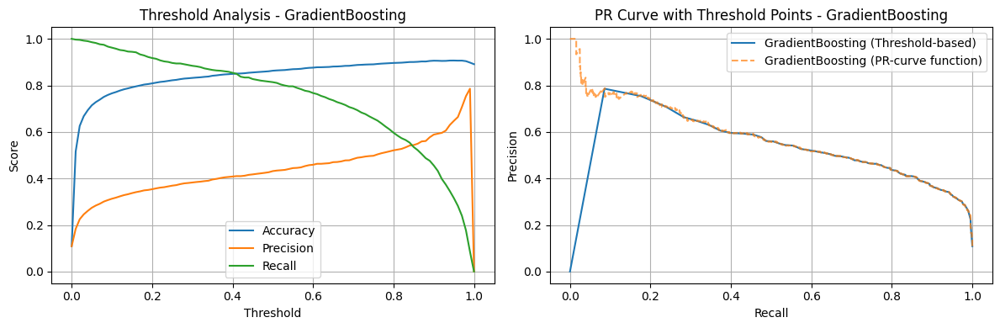 Threshold Analysis - GradientBoosting
Score
1.0
0.8
0.6
0.4
0.2
0.0
Accuracy
Precision
Recall
0.0 0.2 0.4 0.6 0.8 1.0
Threshold
PR Curve with Threshold Points - GradientBoosting
Precision
1.0
0.8
0.6
0.4
0.2
0.0
GradientBoosting (Threshold-based)
GradientBoosting (PR-curve function)
0.0 0.2 0.4 0.6 0.8 1.0
Recall